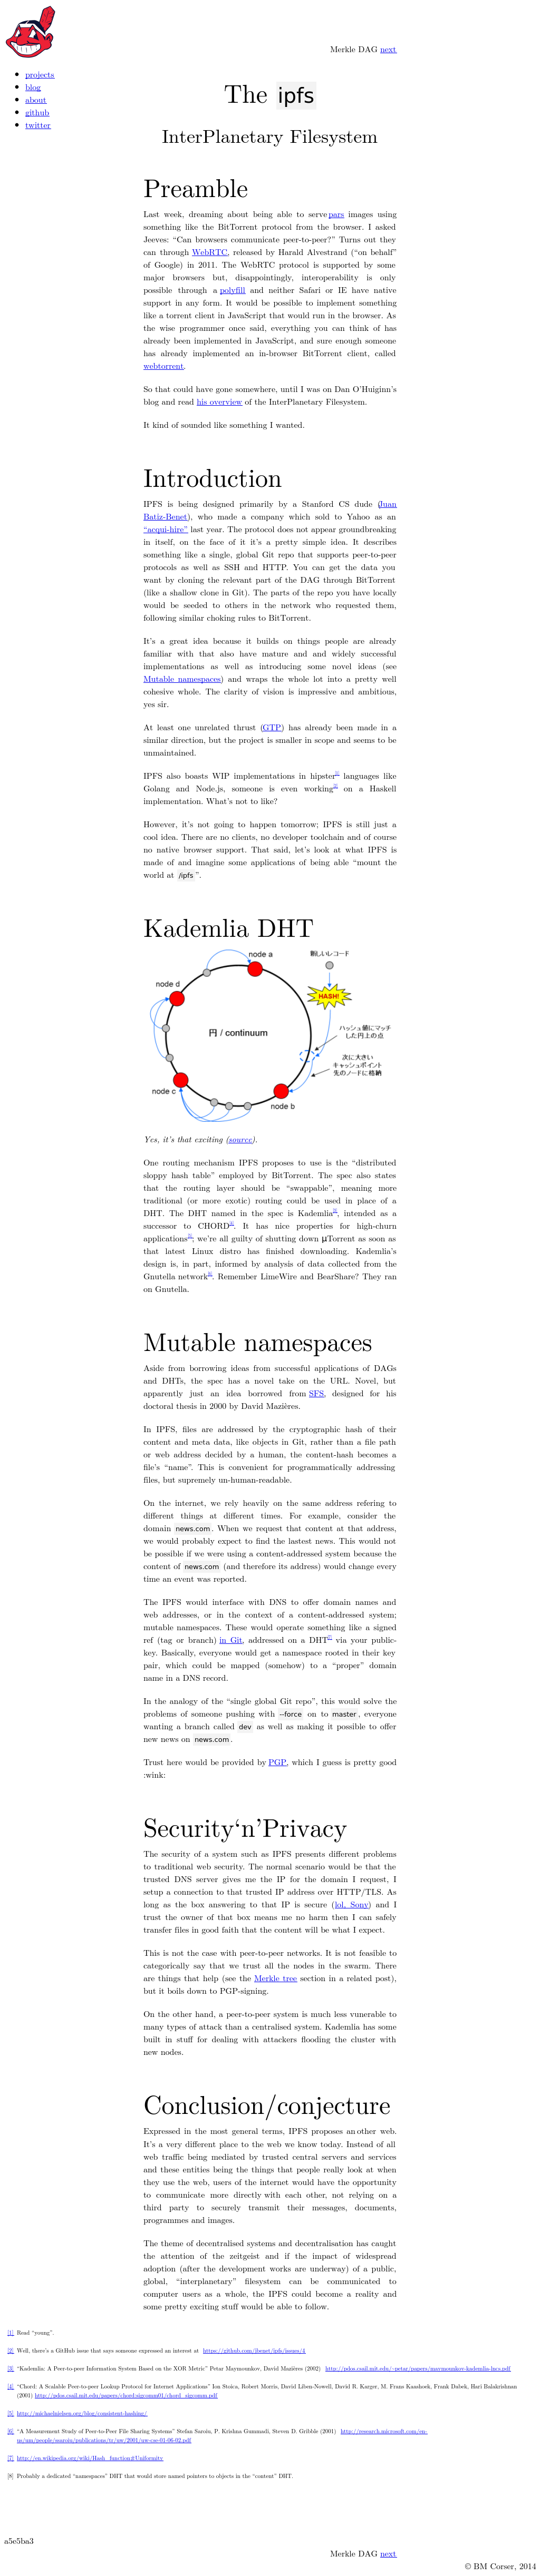 Merkle DAG next
projects
blog
about
github
twitter
The ipfs
InterPlanetary Filesystem
Preamble
Last week, dreaming about being able to serve pars images using
something like the BitTorrent protocol from the browser. I asked
Jeeves: “Can browsers communicate peer-to-peer?” Turns out they
can through WebRTC, released by Harald Alvestrand (“on behalf”
of Google) in 2011. The WebRTC protocol is supported by some
major browsers but, disappointingly, interoperability is only
possible through a polyfill and neither Safari or IE have native
support in any form. It would be possible to implement something
like a torrent client in JavaScript that would run in the browser. As
the wise programmer once said, everything you can think of has
already been implemented in JavaScript, and sure enough someone
has already implemented an in-browser BitTorrent client, called
webtorrent.
So that could have gone somewhere, until I was on Dan O'Huiginn's
blog and read his overview of the InterPlanetary Filesystem.
It kind of sounded like something I wanted.
Introduction
IPFS is being designed primarily by a Stanford CS dude (Juan
Batiz-Benet), who made a company which sold to Yahoo as an
“acqui-hire” last year. The protocol does not appear groundbreaking
in itself, on the face of it it's a pretty simple idea. It describes
something like a single, global Git repo that supports peer-to-peer
protocols as well as SSH and HTTP. You can get the data you
want by cloning the relevant part of the DAG through BitTorrent
(like a shallow clone in Git). The parts of the repo you have locally
would be seeded to others in the network who requested them,
following similar choking rules to BitTorrent.
It's a great idea because it builds on things people are already
familiar with that also have mature and and widely successful
implementations as well as introducing some novel ideas (see
Mutable namespaces) and wraps the whole lot into a pretty well
cohesive whole. The clarity of vision is impressive and ambitious,
yes sir.
At least one unrelated thrust (GTP) has already been made in a
similar direction, but the project is smaller in scope and seems to be
unmaintained.
IPFS also boasts WIP implementations in hipster[1] languages like
Golang and Node.js, someone is even working[2] on a Haskell
implementation. What's not to like?
However, it's not going to happen tomorrow; IPFS is still just a
cool idea. There are no clients, no developer toolchain and of course
no native browser support. That said, let's look at what IPFS is
made of and imagine some applications of being able “mount the
world at /ipfs”.
Kademlia DHT
node a
新しいレコード
node d
HASH!
円 / continuum
ハッシュ値にマッチ
した円上の点
次に大きい
キャッシュポイント
先のノードに格納
node c
node b
Yes, it's that exciting (source).
One routing mechanism IPFS proposes to use is the “distributed
sloppy hash table” employed by BitTorrent. The spec also states
that the routing layer should be “swappable”, meaning more
traditional (or more exotic) routing could be used in place of a
DHT. The DHT named in the spec is Kademlia[3], intended as a
successor to CHORD[4]. It has nice properties for high-churn
applications[5]; we're all guilty of shutting down µTorrent as soon as
that latest Linux distro has finished downloading. Kademlia's
design is, in part, informed by analysis of data collected from the
Gnutella network[6]. Remember LimeWire and BearShare? They ran
on Gnutella.
Mutable namespaces
Aside from borrowing ideas from successful applications of DAGs
and DHTs, the spec has a novel take on the URL. Novel, but
apparently just an idea borrowed from SFS, designed for his
doctoral thesis in 2000 by David Mazières.
In IPFS, files are addressed by the cryptographic hash of their
content and meta data, like objects in Git, rather than a file path
or web address decided by a human, the content-hash becomes a
file's “name”. This is convenient for programmatically addressing
files, but supremely un-human-readable.
On the internet, we rely heavily on the same address refering to
different things at different times. For example, consider the
domain news.com. When we request that content at that address,
we would probably expect to find the lastest news. This would not
be possible if we were using a content-addressed system because the
content of news.com (and therefore its address) would change every
time an event was reported.
The IPFS would interface with DNS to offer domain names and
web addresses, or in the context of a content-addressed system;
mutable namespaces. These would operate something like a signed
ref (tag or branch) in Git, addressed on a DHT[7] via your public-
key. Basically, everyone would get a namespace rooted in their key
pair, which could be mapped (somehow) to a “proper” domain
name in a DNS record.
In the analogy of the “single global Git repo”, this would solve the
problems of someone pushing with --force on to master, everyone
wanting a branch called dev as well as making it possible to offer
new news on news.com.
Trust here would be provided by PGP, which I guess is pretty good
:wink:
Security‘n’Privacy
The security of a system such as IPFS presents different problems
to traditional web security. The normal scenario would be that the
trusted DNS server gives me the IP for the domain I request, I
setup a connection to that trusted IP address over HTTP/TLS. As
long as the box answering to that IP is secure (lol, Sony) and I
trust the owner of that box means me no harm then I can safely
transfer files in good faith that the content will be what I expect.
This is not the case with peer-to-peer networks. It is not feasible to
categorically say that we trust all the nodes in the swarm. There
are things that help (see the Merkle tree section in a related post),
but it boils down to PGP-signing.
On the other hand, a peer-to-peer system is much less vunerable to
many types of attack than a centralised system. Kademlia has some
built in stuff for dealing with attackers flooding the cluster with
new nodes.
Conclusion/conjecture
Expressed in the most general terms, IPFS proposes an other web.
It's a very different place to the web we know today. Instead of all
web traffic being mediated by trusted central servers and services
and these entities being the things that people really look at when
they use the web, users of the internet would have the opportunity
to communicate more directly with each other, not relying on a
third party to securely transmit their messages, documents,
programmes and images.
The theme of decentralised systems and decentralisation has caught
the attention of the zeitgeist and if the impact of widespread
adoption (after the development works are underway) of a public,
global, “interplanetary” filesystem can be communicated to
computer users as a whole, the IPFS could become a reality and
some pretty exciting stuff would be able to follow.
[1] Read “young”.
[2] Well, there's a GitHub issue that says someone expressed an interest at https://github.com/jbenet/ipfs/issues/4
[3] “Kademlia: A Peer-to-peer Information System Based on the XOR Metric” Petar Maymounkov, David Mazières (2002) http://pdos.csail.mit.edu/~petar/papers/maymounkov-kademlia-lncs.pdf
[4] “Chord: A Scalable Peer-to-peer Lookup Protocol for Internet Applications” Ion Stoica, Robert Morris, David Liben-Nowell, David R. Karger, M. Frans Kaashoek, Frank Dabek, Hari Balakrishnan
(2001) http://pdos.csail.mit.edu/papers/chord:sigcomm01/chord_sigcomm.pdf
[5] http://michaelnielsen.org/blog/consistent-hashing/
[6] “A Measurement Study of Peer-to-Peer File Sharing Systems” Stefan Saroiu, P. Krishna Gummadi, Steven D. Gribble (2001) http://research.microsoft.com/en-
us/um/people/ssaroiu/publications/tr/uw/2001/uw-cse-01-06-02.pdf
[7] http://en.wikipedia.org/wiki/Hash_function#Uniformity
[8] Probably a dedicated “namespaces” DHT that would store named pointers to objects in the “content” DHT.
a5e5ba3
Merkle DAG next
© BM Corser, 2014